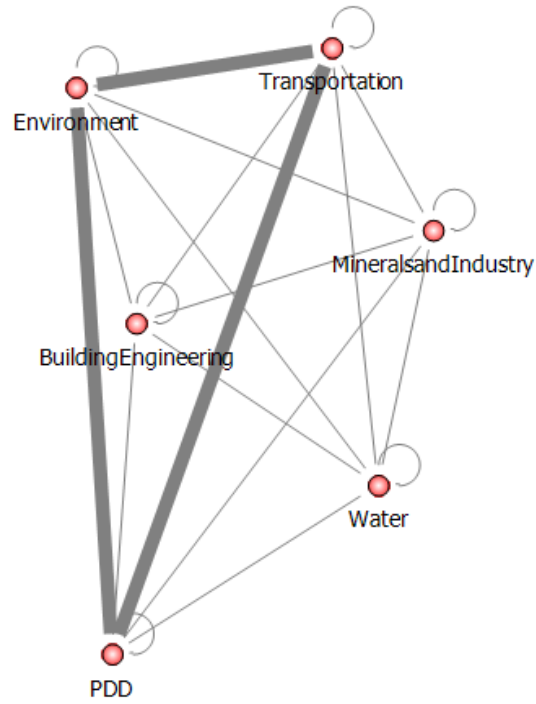 Transportation
Environment
MineralsandIndustry
BuildingEngineering
Water
PDD